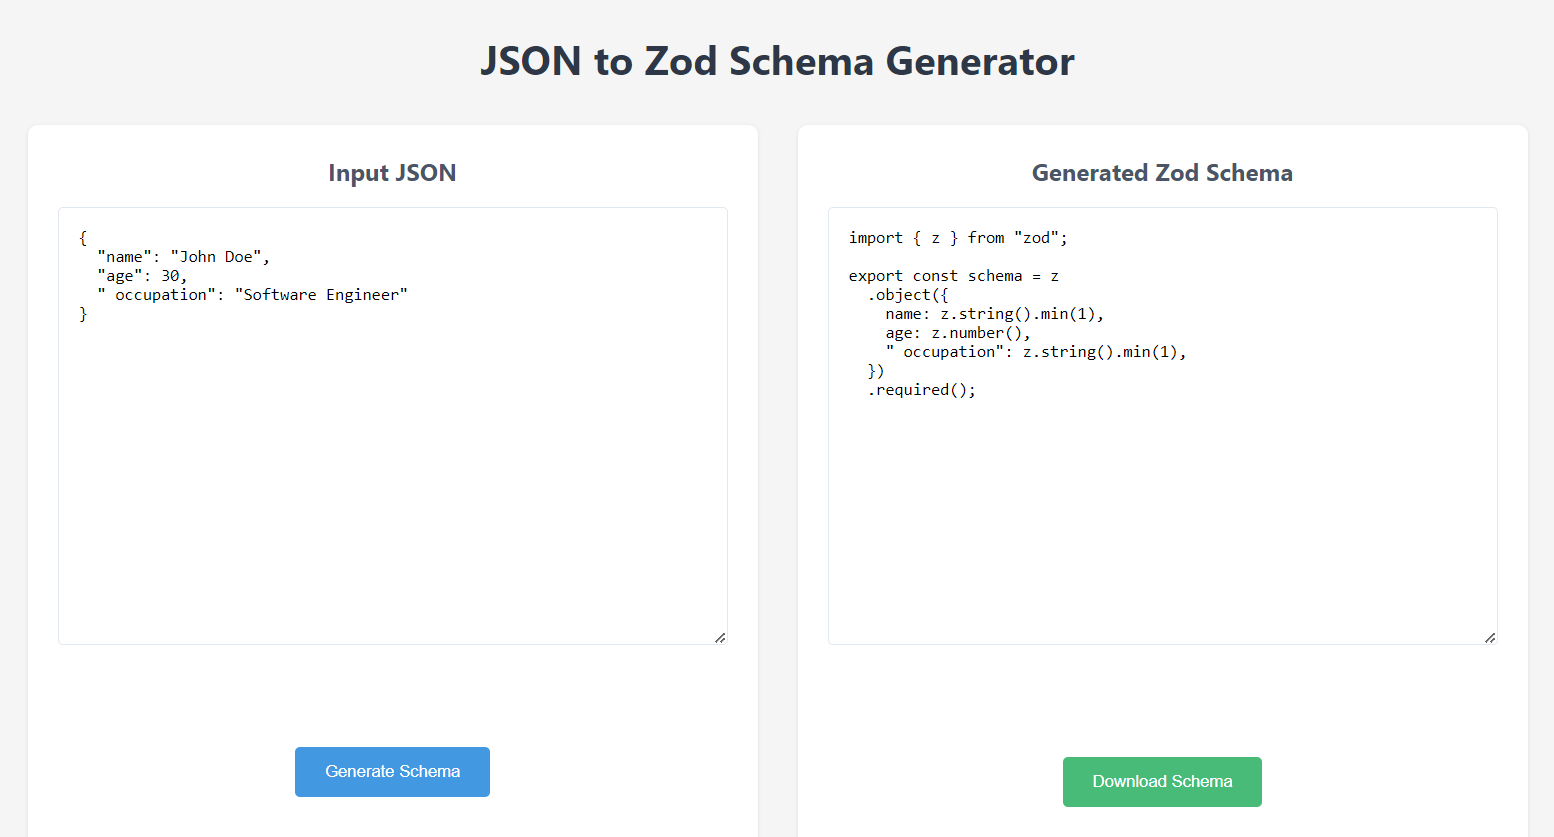 JSON to Zod Schema Generator
Input JSON
{
  "name": "John Doe",
  "age": 30,
  " occupation": "Software Engineer"
}
Generate Schema
Generated Zod Schema
import { z } from "zod";

export const schema = z
  .object({
    name: z.string().min(1),
    age: z.number(),
    " occupation": z.string().min(1),
  })
  .required();
Download Schema